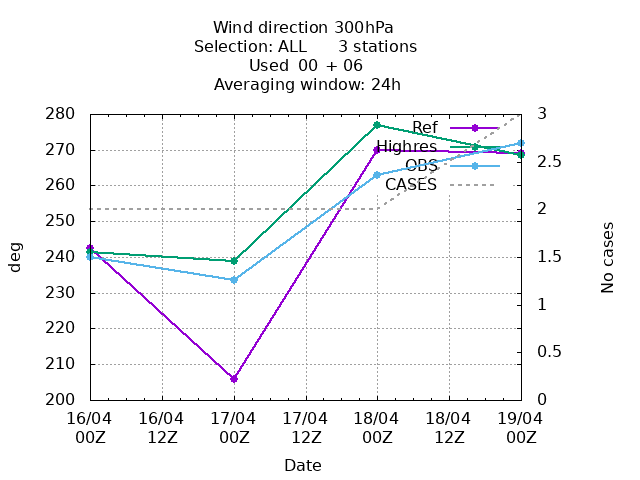 Wind direction 300hPa
Selection: ALL 3 stations
Used 00 + 06
Averaging window: 24h
280
270
260
250
240
230
220
210
200
deg
3
2.5
2
1.5
1
0.5
0
No cases
Ref
Highres
OBS
CASES
16/04 16/04 17/04 17/04 18/04 18/04 19/04
00Z 12Z 00Z 12Z 00Z 12Z 00Z
Date